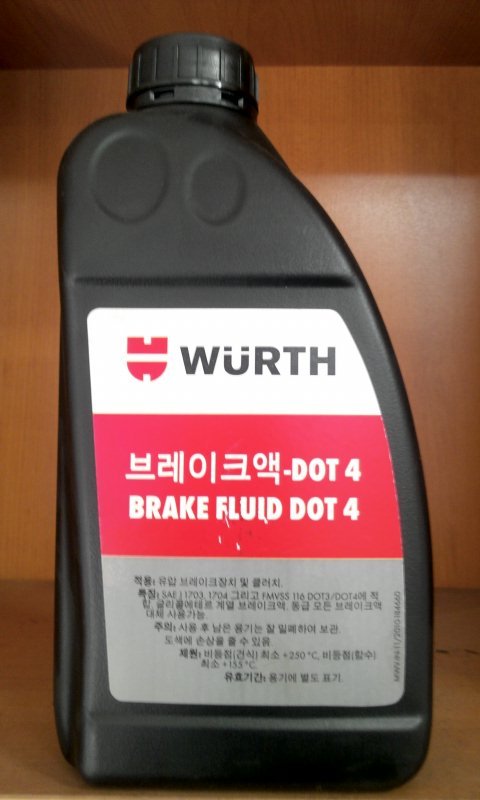 WÜRTH
브레이크액-DOT 4
BRAKE FLUID DOT 4
적용: 유압 브레이크장치 및 클러치.
특징: SAE J 1703, 1704 그리고 FMVSS 116 DOT3/DOT4에 적
합, 글리콜에테르 계열 브레이크액, 동급 모든 브레이크액
대체 사용가능.
주의: 사용 후 남은 용기는 잘 밀폐하여 보관.
도색에 손상을 줄 수 있음.
제원: 비등점(건식) 최소 +250 °C, 비등점(함수)
최소 +155 °C.
유효기간: 용기에 별도 표기.